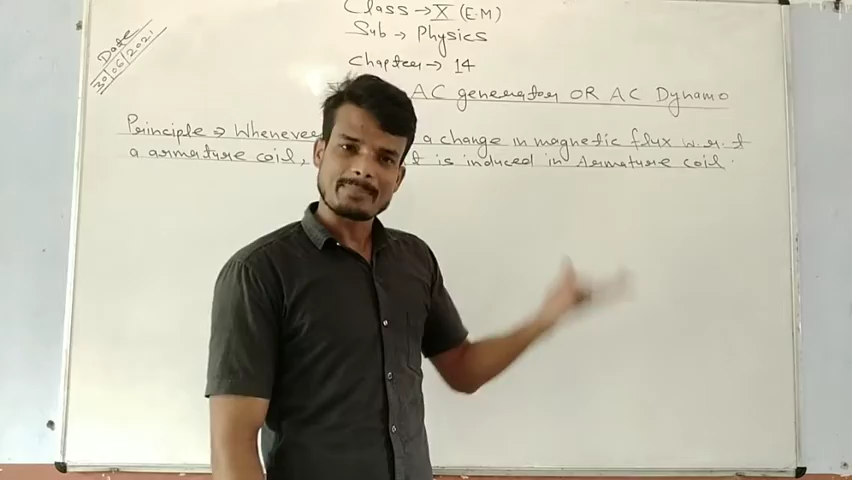 Class → X (E.M)
Sub → Physics
Chapter → 14
Date
30/06/2021
AC generator OR AC Dynamo
Principle → Whenever a change in magnetic flux w.r.t
a armature coil, is induced in Armature coil.